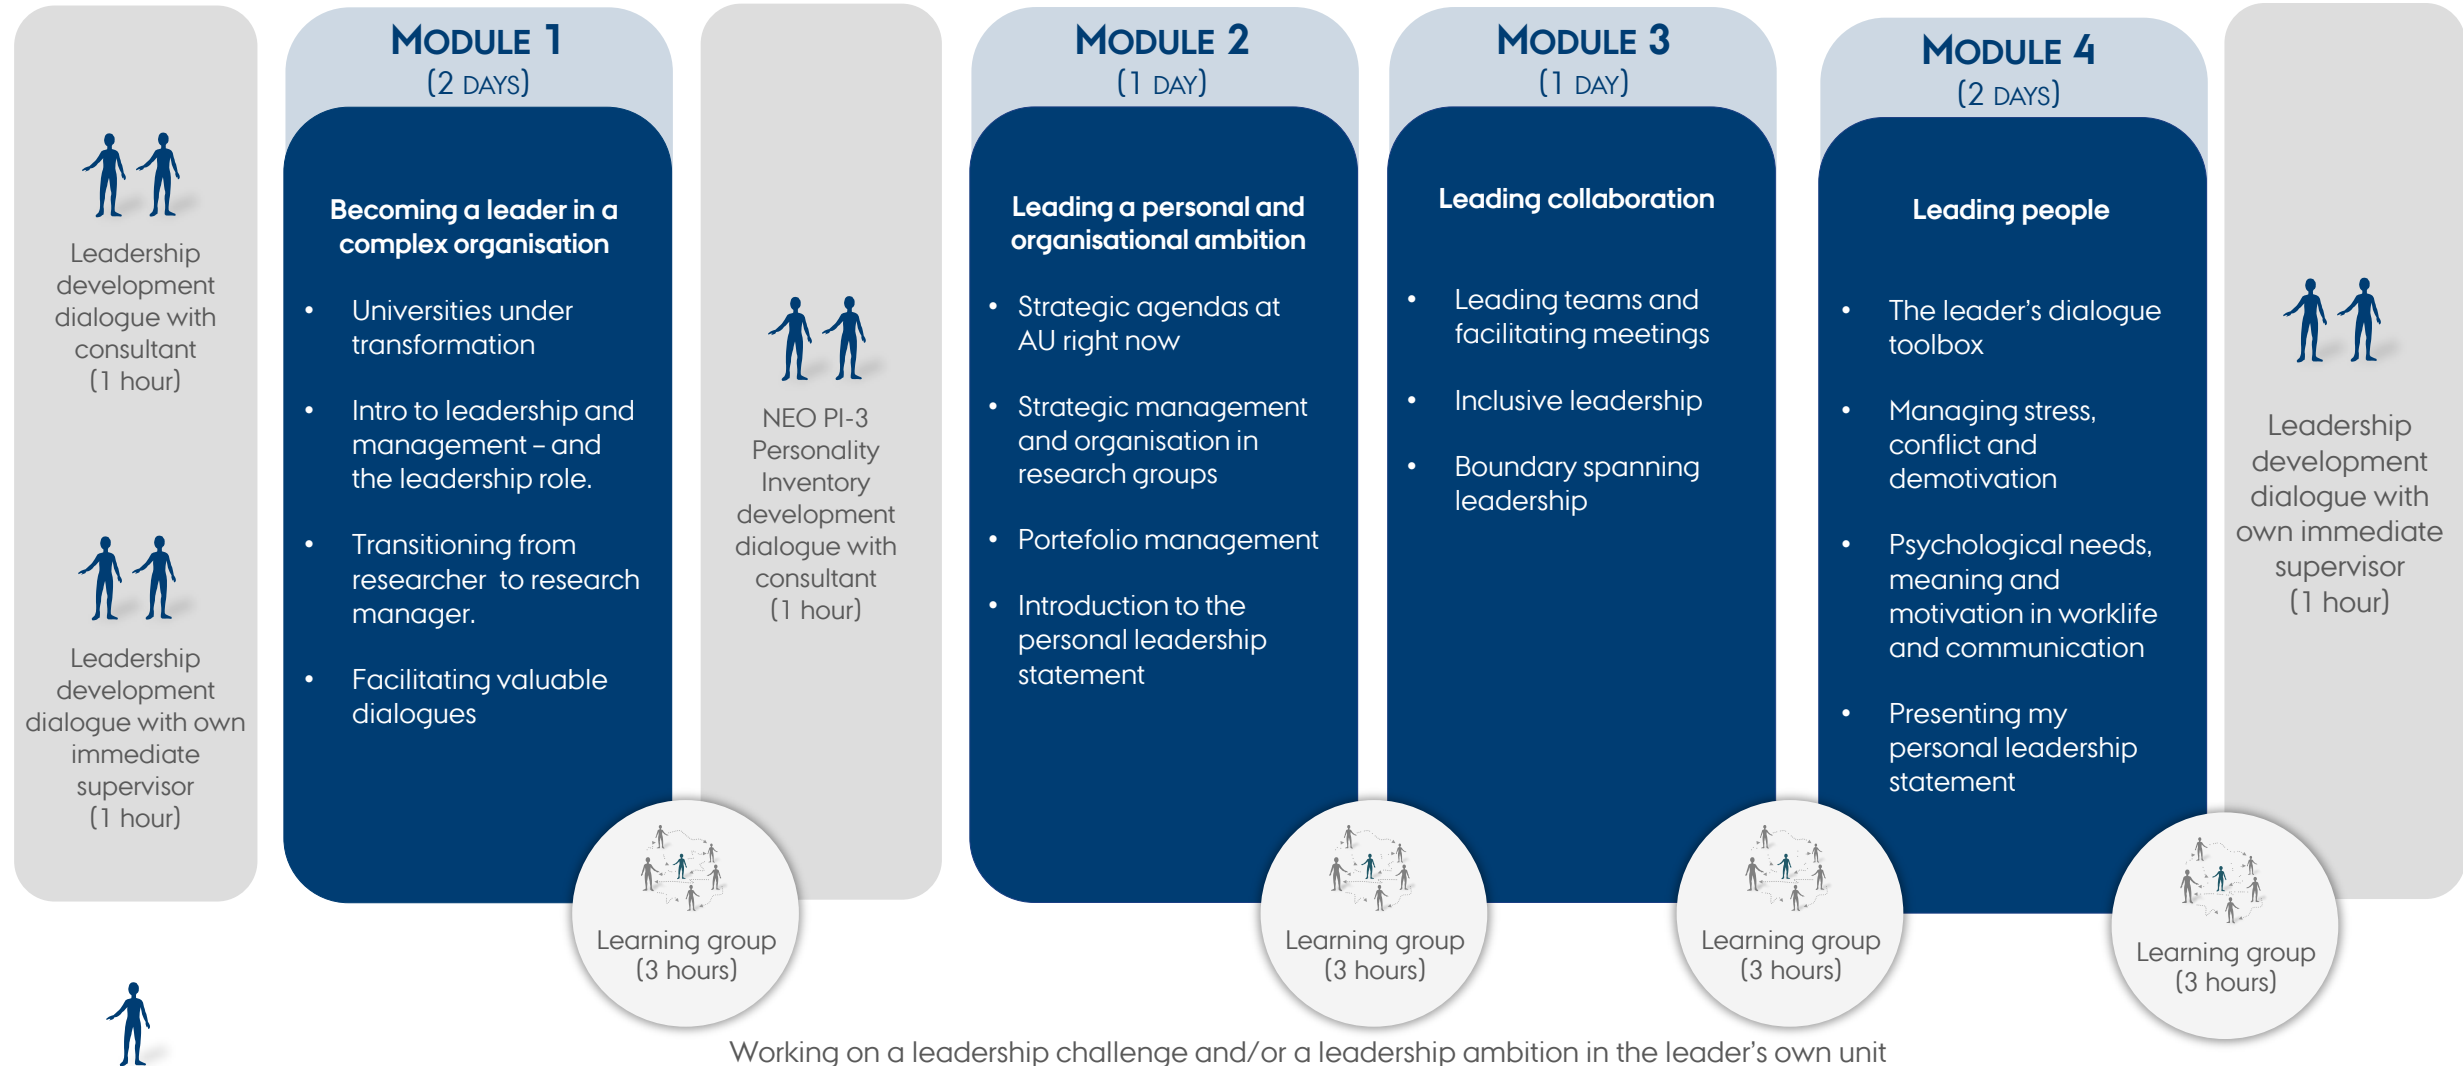 Leadership
development
dialogue with
consultant
(1 hour)
Leadership
development
dialogue with own
immediate
supervisor
(1 hour)
MODULE 1
(2 DAYS)
Becoming a leader in a
complex organisation
• Universities under
transformation
• Intro to leadership and
management – and
the leadership role.
• Transitioning from
researcher to research
manager.
• Facilitating valuable
dialogues
Learning group
(3 hours)
NEO PI-3
Personality
Inventory
development
dialogue with
consultant
(1 hour)
MODULE 2
(1 DAY)
Leading a personal and
organisational ambition
• Strategic agendas at
AU right now
• Strategic management
and organisation in
research groups
• Portefolio management
• Introduction to the
personal leadership
statement
Learning group
(3 hours)
MODULE 3
(1 DAY)
Leading collaboration
• Leading teams and
facilitating meetings
• Inclusive leadership
• Boundary spanning
leadership
Learning group
(3 hours)
MODULE 4
(2 DAYS)
Leading people
• The leader's dialogue
toolbox
• Managing stress,
conflict and
demotivation
• Psychological needs,
meaning and
motivation in worklife
and communication
• Presenting my
personal leadership
statement
Learning group
(3 hours)
Leadership
development
dialogue with
own immediate
supervisor
(1 hour)
Working on a leadership challenge and/or a leadership ambition in the leader's own unit